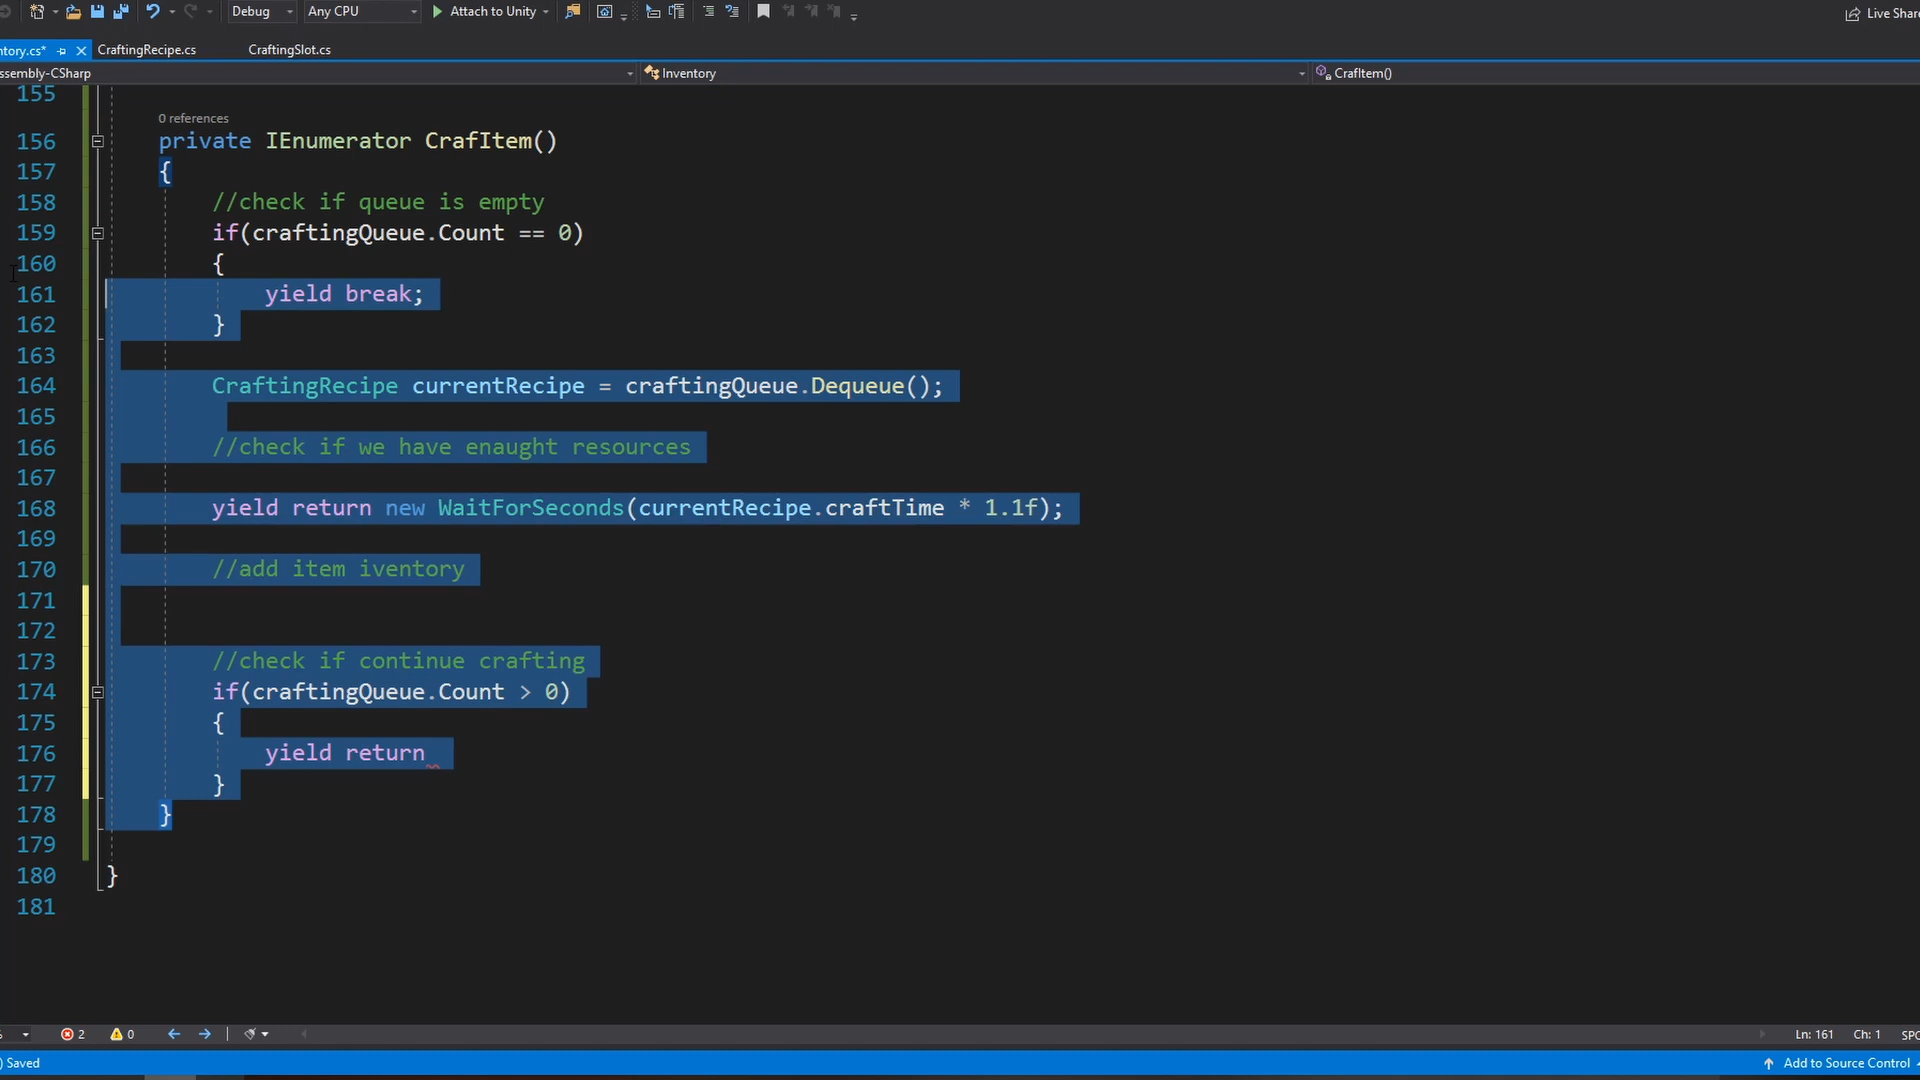 Debug Any CPU Attach to Unity Live Share
ntory.cs* CraftingRecipe.cs CraftingSlot.cs
ssembly-CSharp Inventory CrafItem()
155
0 references
156 private IEnumerator CrafItem()
157 {
158 //check if queue is empty
159 if(craftingQueue.Count == 0)
160 {
161 yield break;
162 }
163
164 CraftingRecipe currentRecipe = craftingQueue.Dequeue();
165
166 //check if we have enaught resources
167
168 yield return new WaitForSeconds(currentRecipe.craftTime * 1.1f);
169
170 //add item iventory
171
172
173 //check if continue crafting
174 if(craftingQueue.Count > 0)
175 {
176 yield return
177 }
178 }
179
180 }
181
% 2 0 Ln: 161 Ch: 1 SPC
Saved Add to Source Control